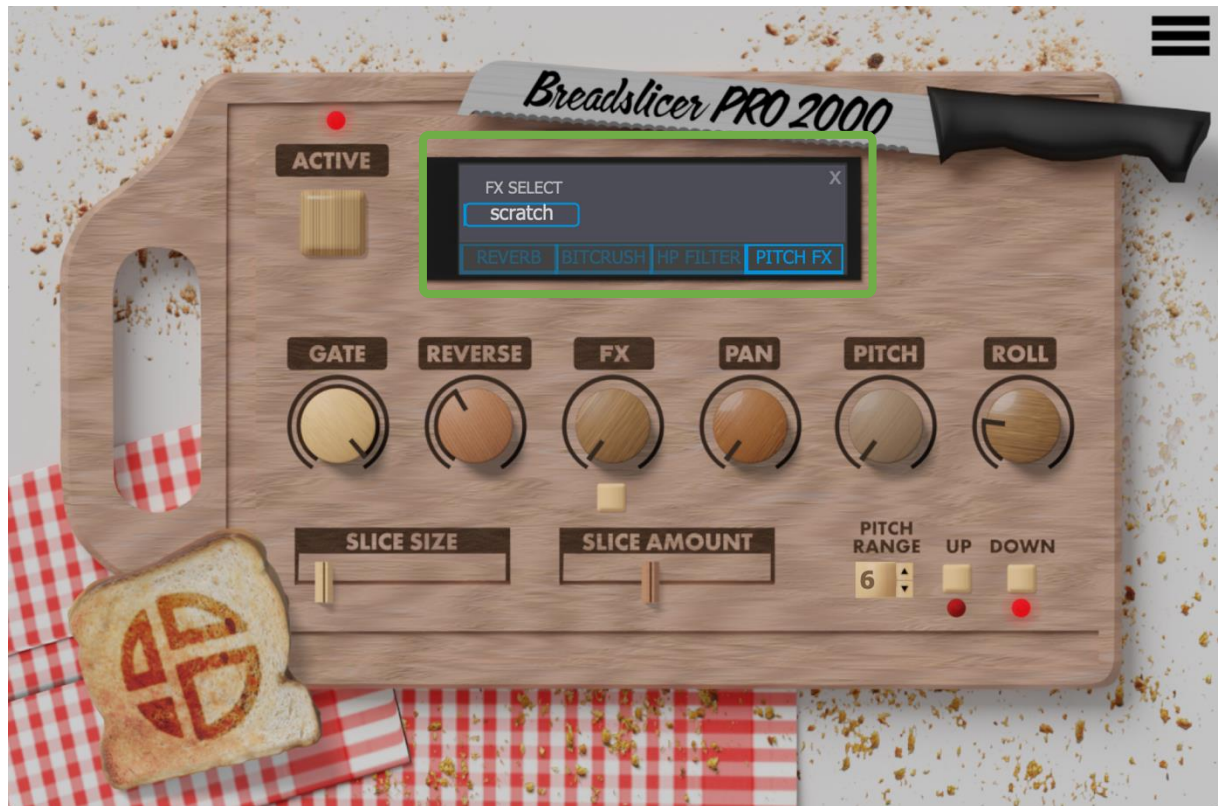 Breadslicer PRO 2000
ACTIVE
X
FX SELECT
scratch
REVERB BITCRUSH HP FILTER PITCH FX
GATE REVERSE FX PAN PITCH ROLL
SLICE SIZE
SLICE AMOUNT
PITCH
RANGE UP DOWN
6